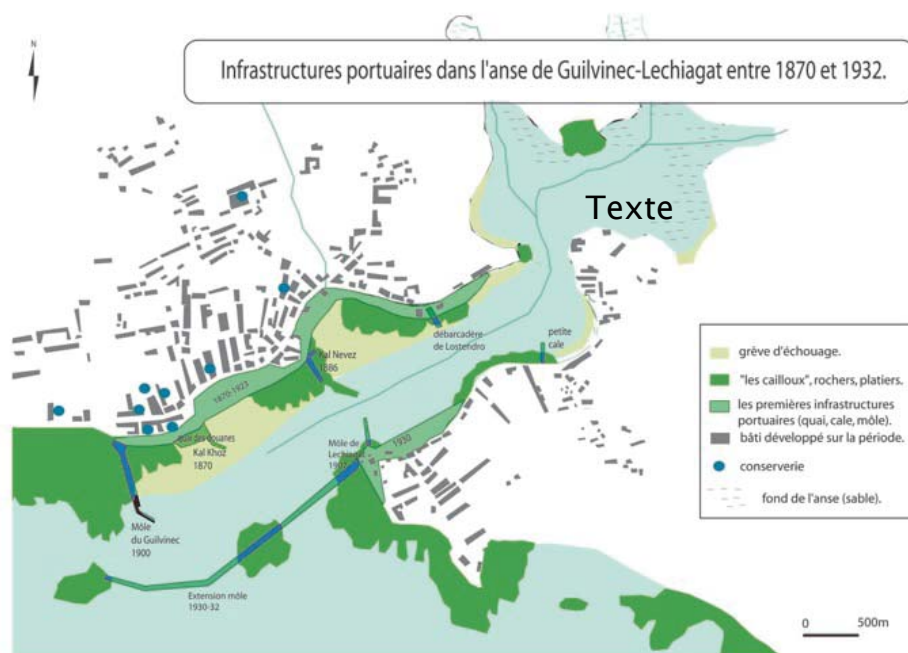 N
Infrastructures portuaires dans l'anse de Guilvinec-Lechiagat entre 1870 et 1932.
Texte
débarcadère
de Lostendro
petite
cale
Kal Nevez
1886
1870-1923
quai des douanes
Kal Khoz
1870
1930
Môle de
Lechiagat
Môle
du Guilvinec
1900
Extension môle
1930-32
grève d'échouage.
"les cailloux", rochers, platiers.
les premières infrastructures
portuaires (quai, cale, môle).
bâti développé sur la période.
conserverie
fond de l'anse (sable).
0 500m